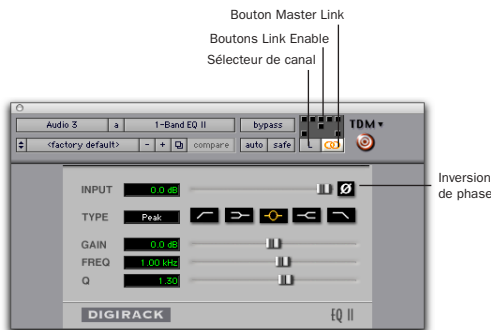 Bouton Master Link
Boutons Link Enable
Sélecteur de canal
Audio 3 a 1-Band EQ II bypass TDM
<factory default> - + compare auto safe L
Inversion
de phase
INPUT 0.0 dB Ø
TYPE Peak
GAIN 0.0 dB
FREQ 1.00 kHz
Q 1.30
DIGIRACK EQ II